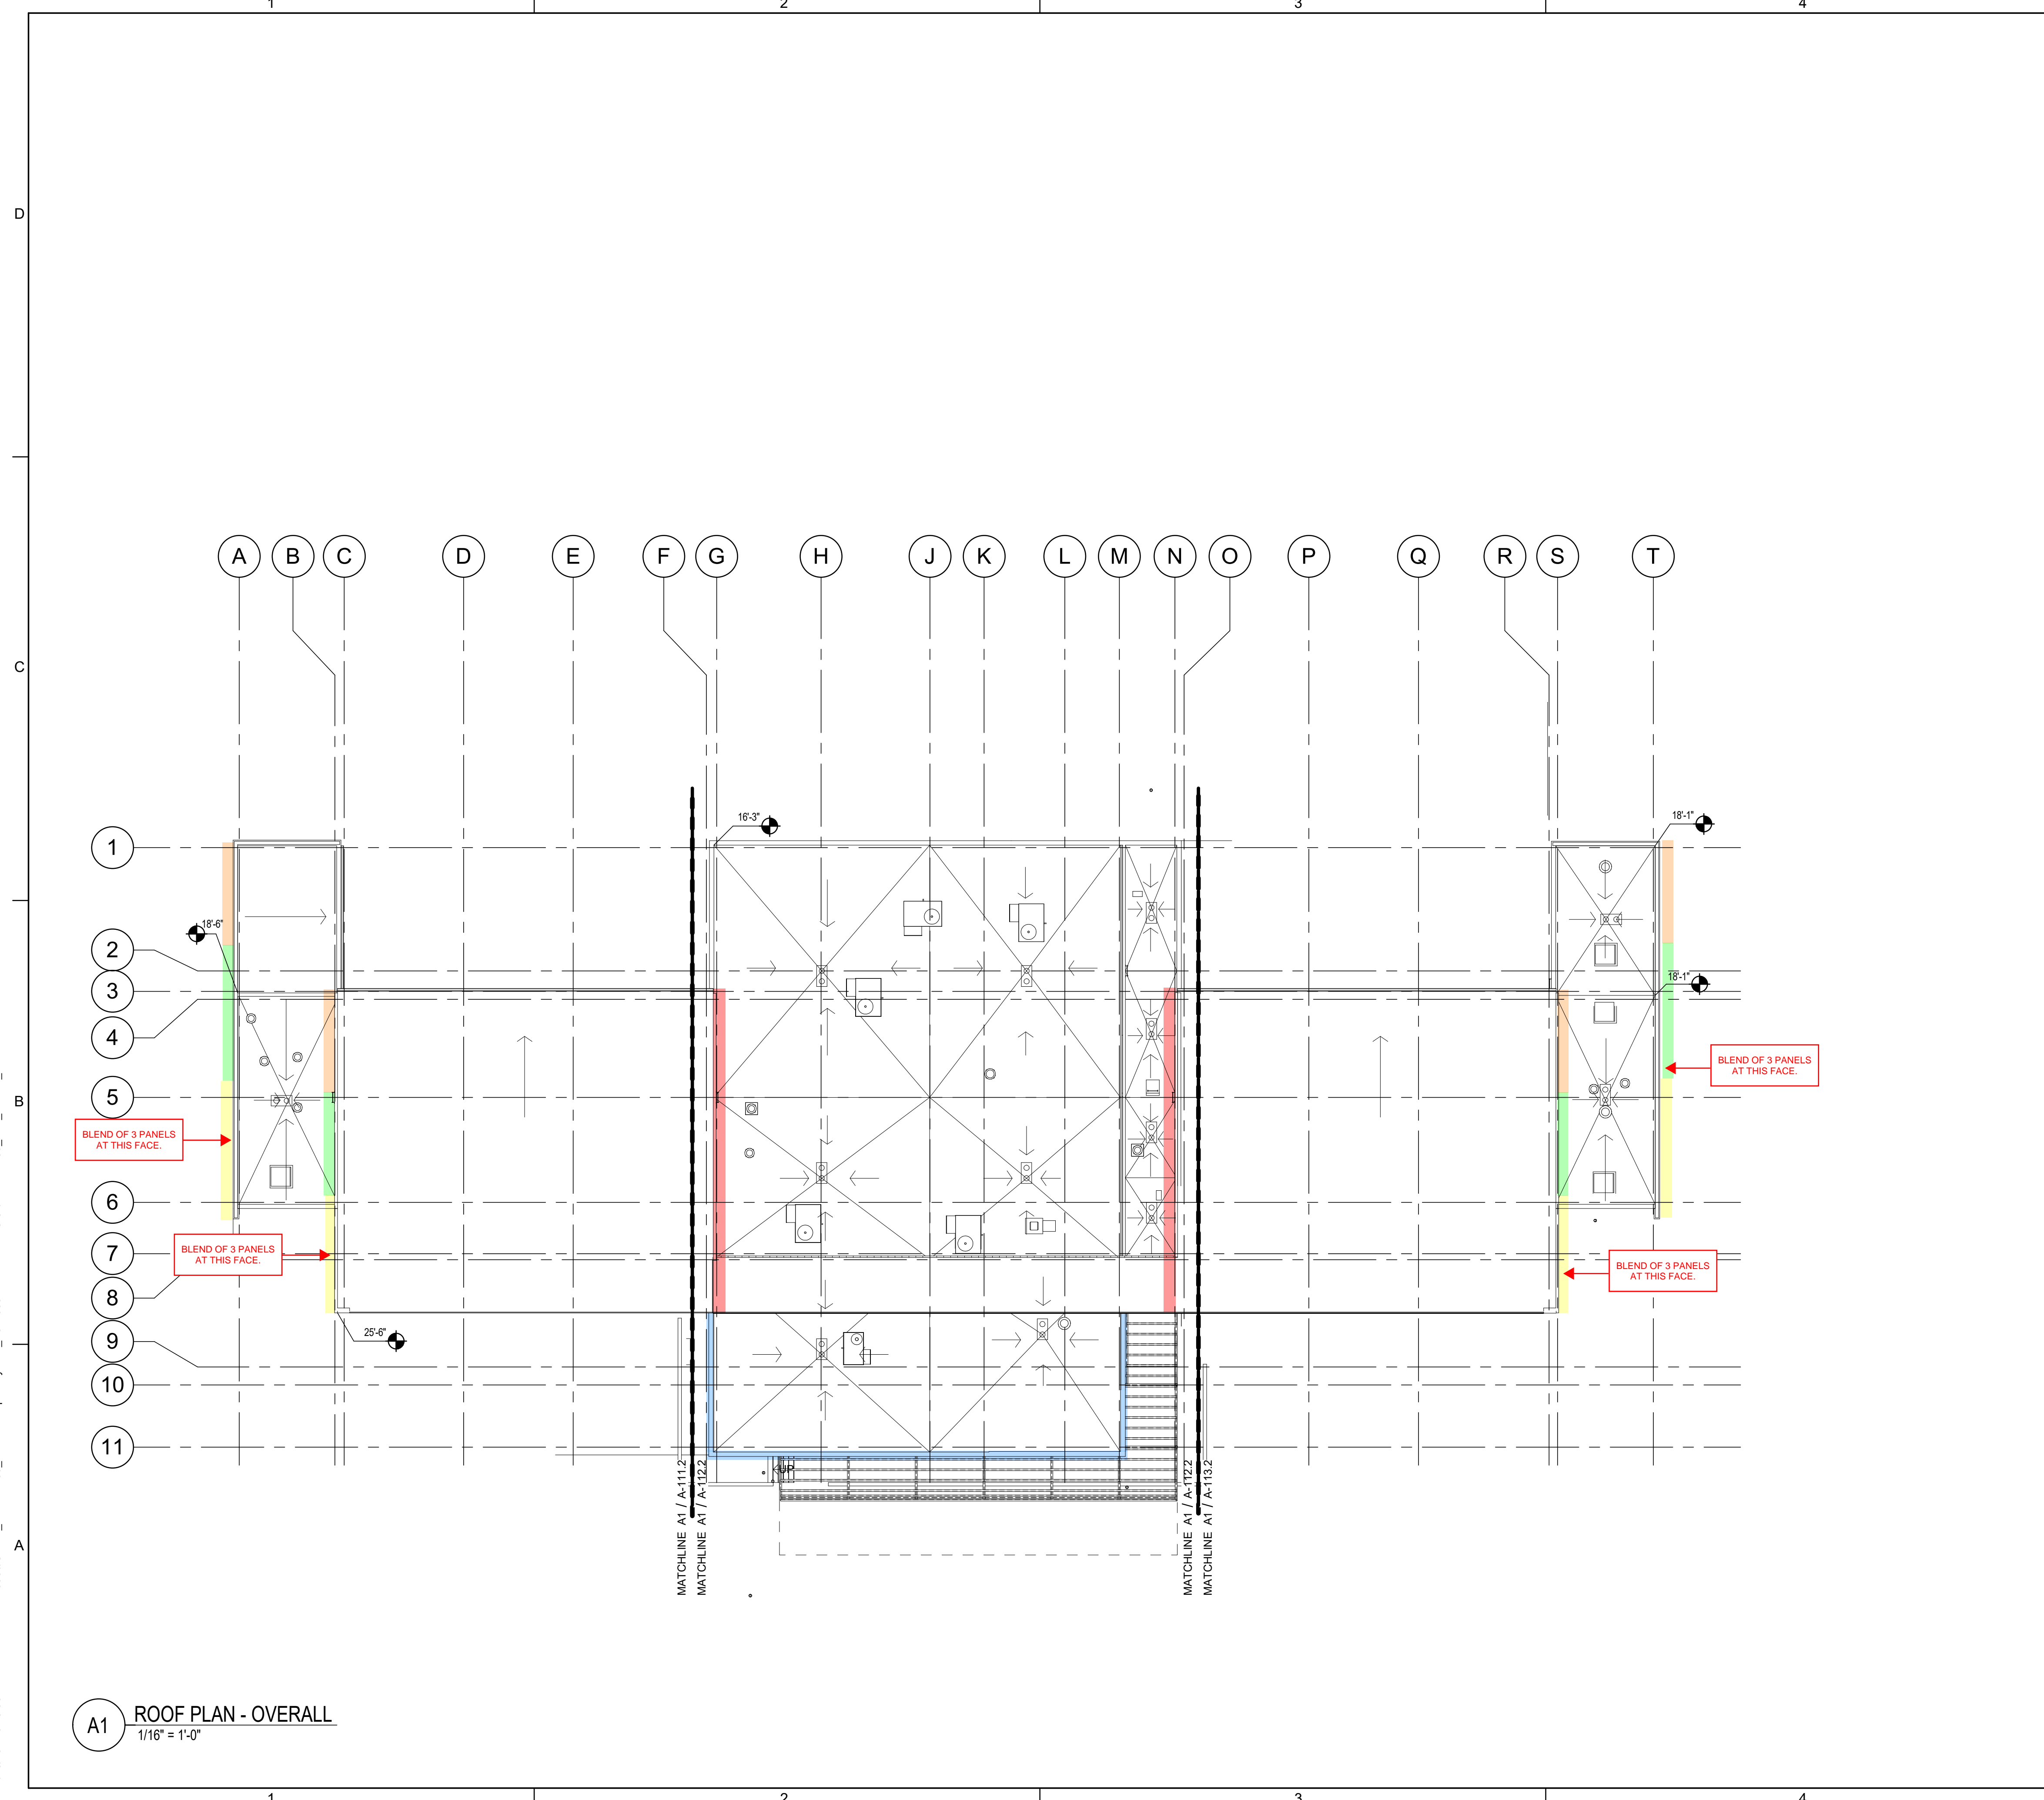 1 2 3 4
D
A B C D E F G H J K L M N O P Q R S T
C
16'-3"
18'-1"
1
18'-6"
2
3
18'-1"
4
BLEND OF 3 PANELS
AT THIS FACE.
5
B
BLEND OF 3 PANELS
AT THIS FACE.
6
BLEND OF 3 PANELS
AT THIS FACE.
7
BLEND OF 3 PANELS
AT THIS FACE.
8
25'-6"
9
10
11
UP
MATCHLINE A1 / A-111.2
MATCHLINE A1 / A-112.2
MATCHLINE A1 / A-112.2
MATCHLINE A1 / A-113.2
A
A1 ROOF PLAN - OVERALL
1/16" = 1'-0"
1 2 3 4